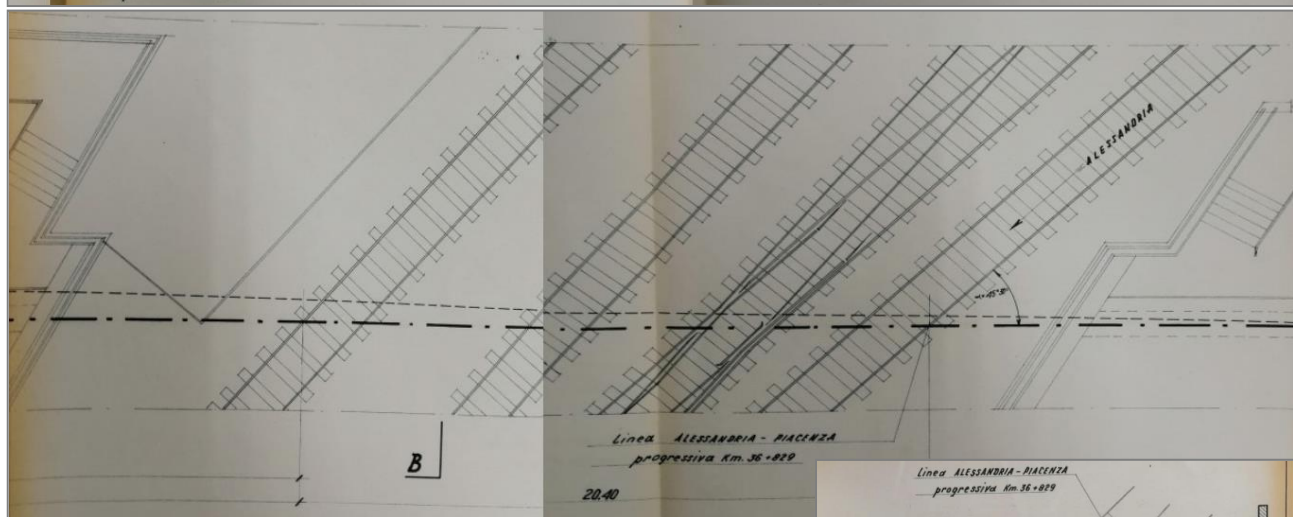 ALESSANDRIA
Linea ALESSANDRIA - PIACENZA
progressiva Km. 36+829
B
20.40
Linea ALESSANDRIA - PIACENZA
progressiva Km. 36+829